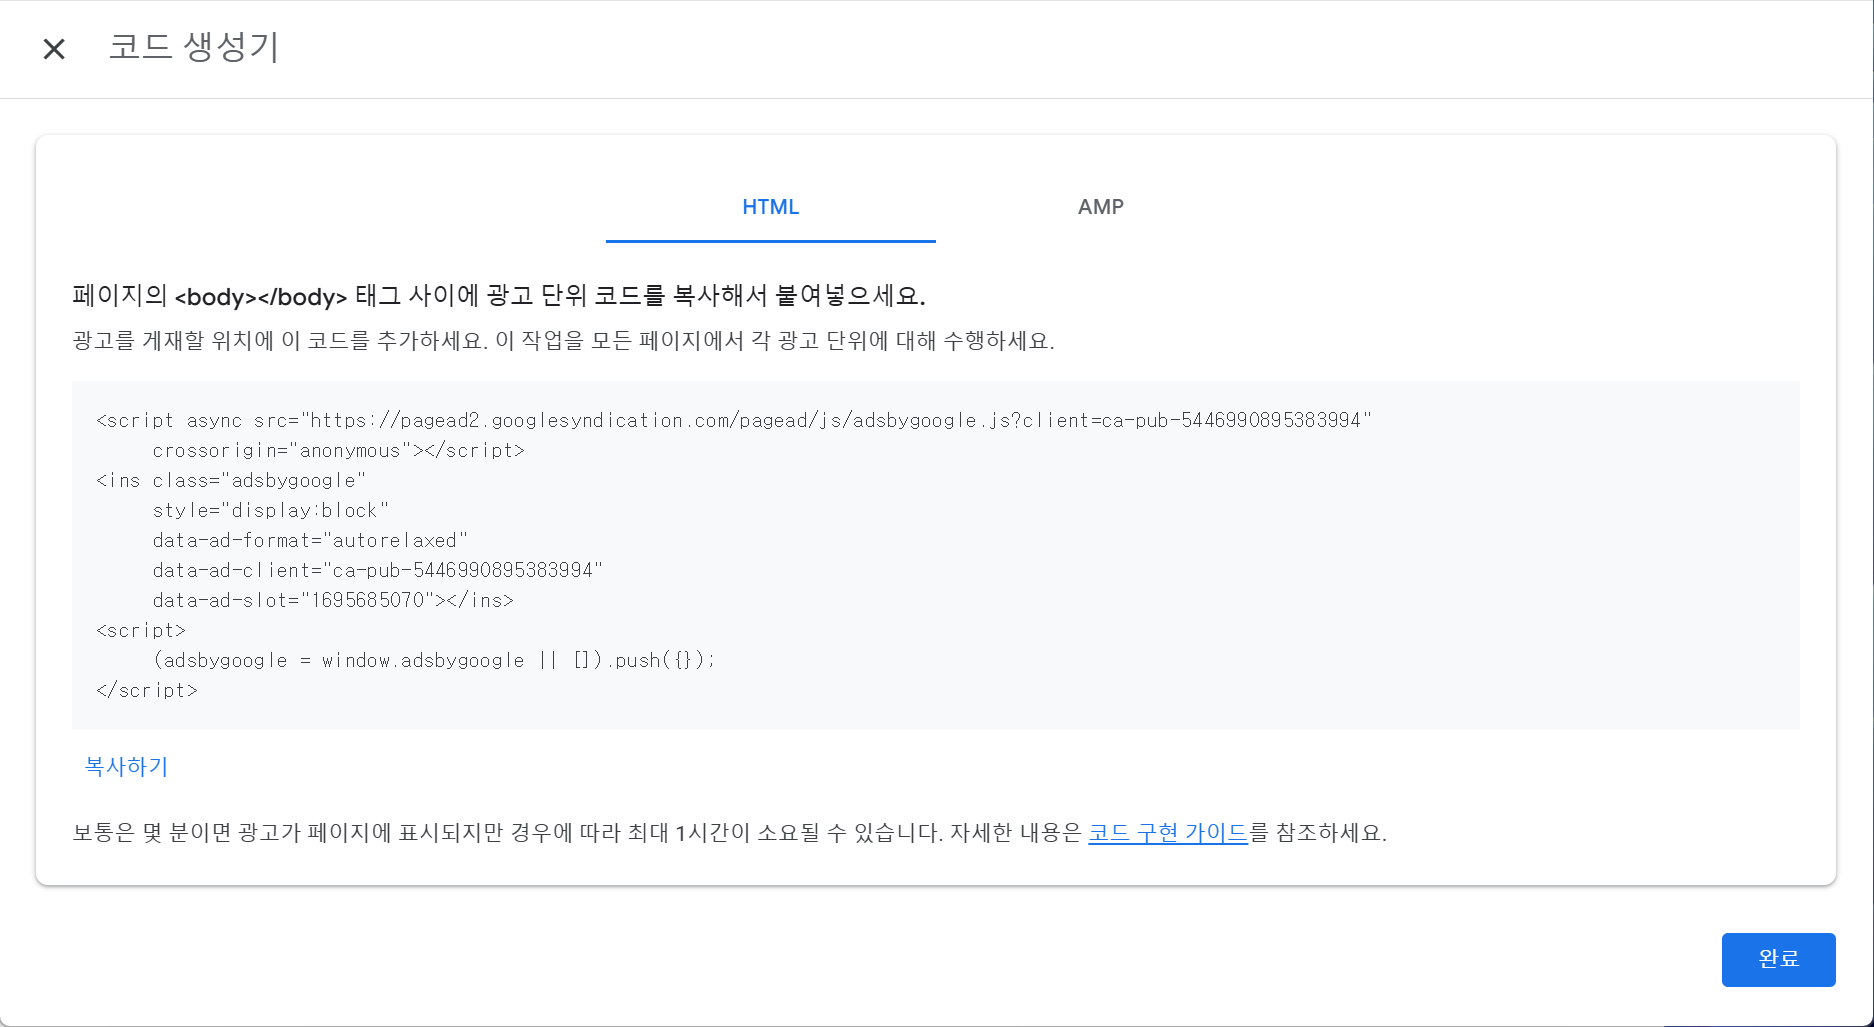 코드 생성기
HTML
AMP
페이지의 <body></body> 태그 사이에 광고 단위 코드를 복사해서 붙여넣으세요.
광고를 게재할 위치에 이 코드를 추가하세요. 이 작업을 모든 페이지에서 각 광고 단위에 대해 수행하세요.
<script async src="https://pagead2.googlesyndication.com/pagead/js/adsbygoogle.js?client=ca-pub-5446990895383994"
     crossorigin="anonymous"></script>
<ins class="adsbygoogle"
     style="display:block"
     data-ad-format="autorelaxed"
     data-ad-client="ca-pub-5446990895383994"
     data-ad-slot="1695685070"></ins>
<script>
     (adsbygoogle = window.adsbygoogle || []).push({});
</script>
복사하기
보통은 몇 분이면 광고가 페이지에 표시되지만 경우에 따라 최대 1시간이 소요될 수 있습니다. 자세한 내용은 코드 구현 가이드를 참조하세요.
완료